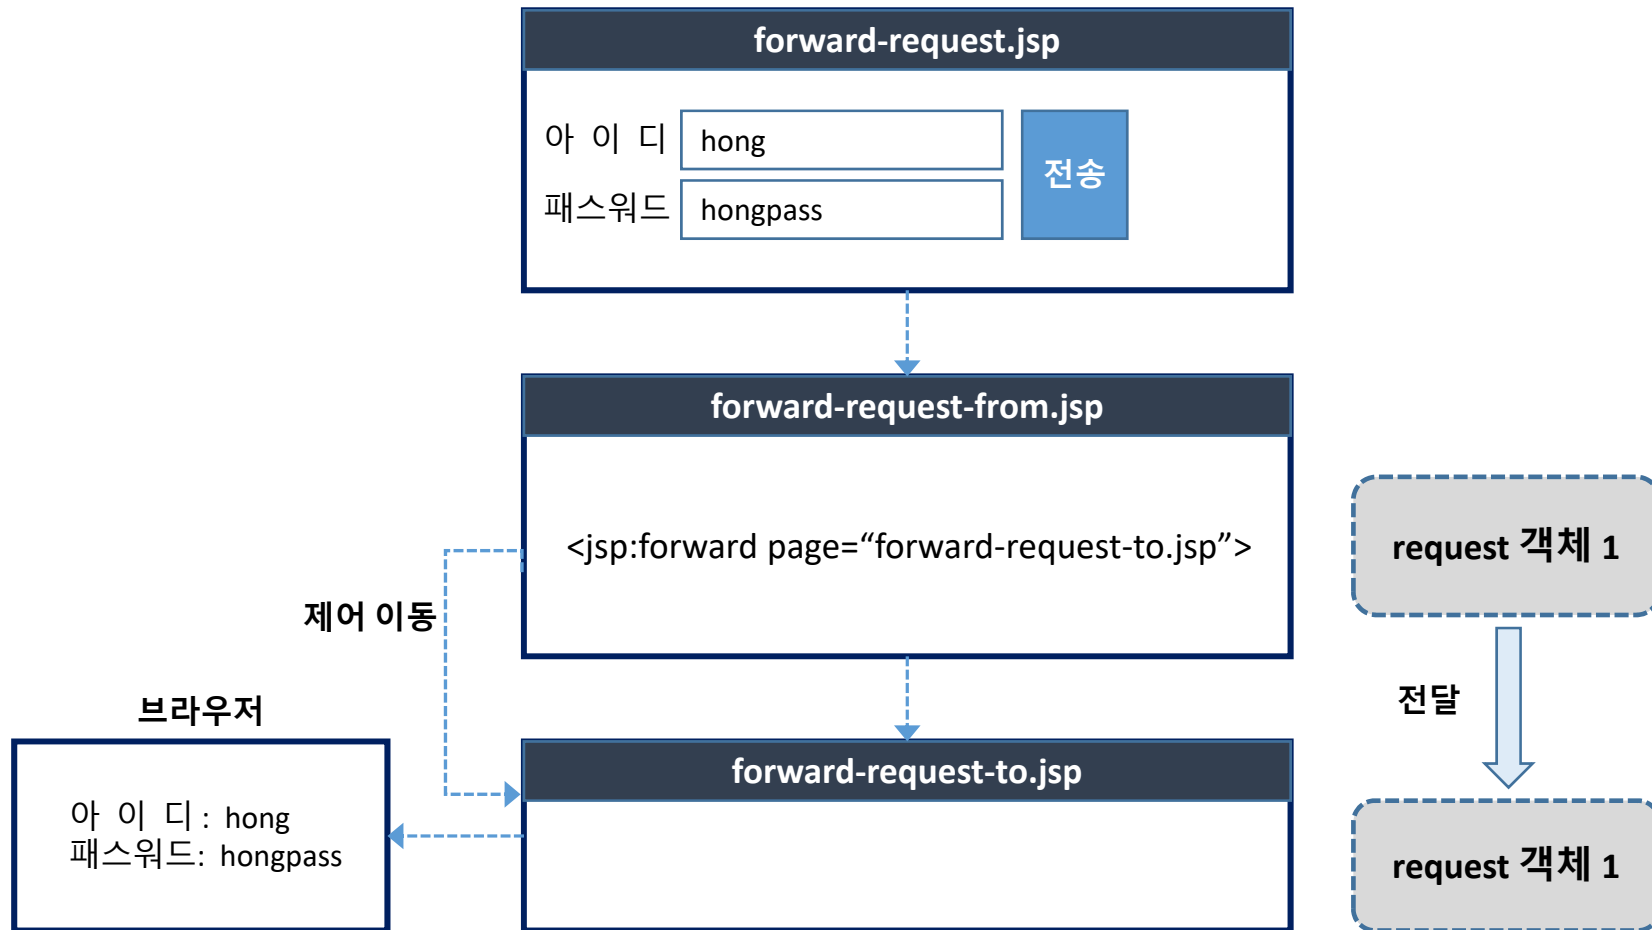 forward-request.jsp
아 이 디
hong
전송
패스워드
hongpass
forward-request-from.jsp
<jsp:forward page=“forward-request-to.jsp”>
request 객체 1
제어 이동
전달
브라우저
forward-request-to.jsp
아 이 디 : hong
패스워드: hongpass
request 객체 1